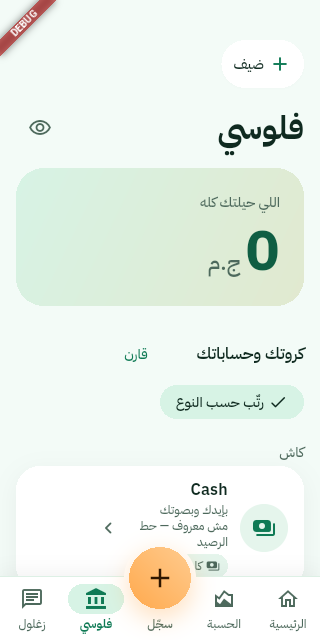 DEBUG
ضيف
فلوسي
اللي حيلتك كله
0 ج.م
كروتك وحساباتك
قارن
رتّب حسب النوع
كاش
Cash
بإيدك وبصوتك
مش معروف — حط
الرصيد
كا
الرئيسية
الحسبة
سجّل
فلوسي
زغلول